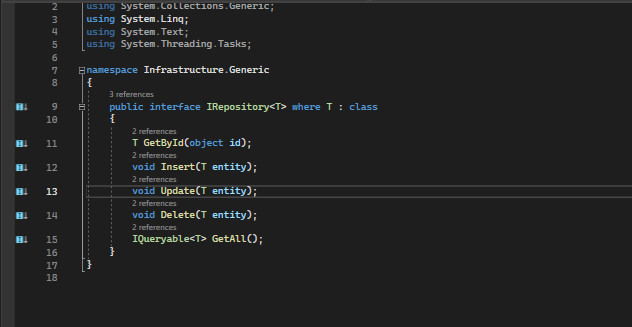 2 using System.Collections.Generic;
3 using System.Linq;
4 using System.Text;
5 using System.Threading.Tasks;
6
7 namespace Infrastructure.Generic
8 {
3 references
9 public interface IRepository<T> where T : class
10 {
2 references
11 T GetById(object id);
2 references
12 void Insert(T entity);
2 references
13 void Update(T entity);
2 references
14 void Delete(T entity);
2 references
15 IQueryable<T> GetAll();
16 }
17 }
18